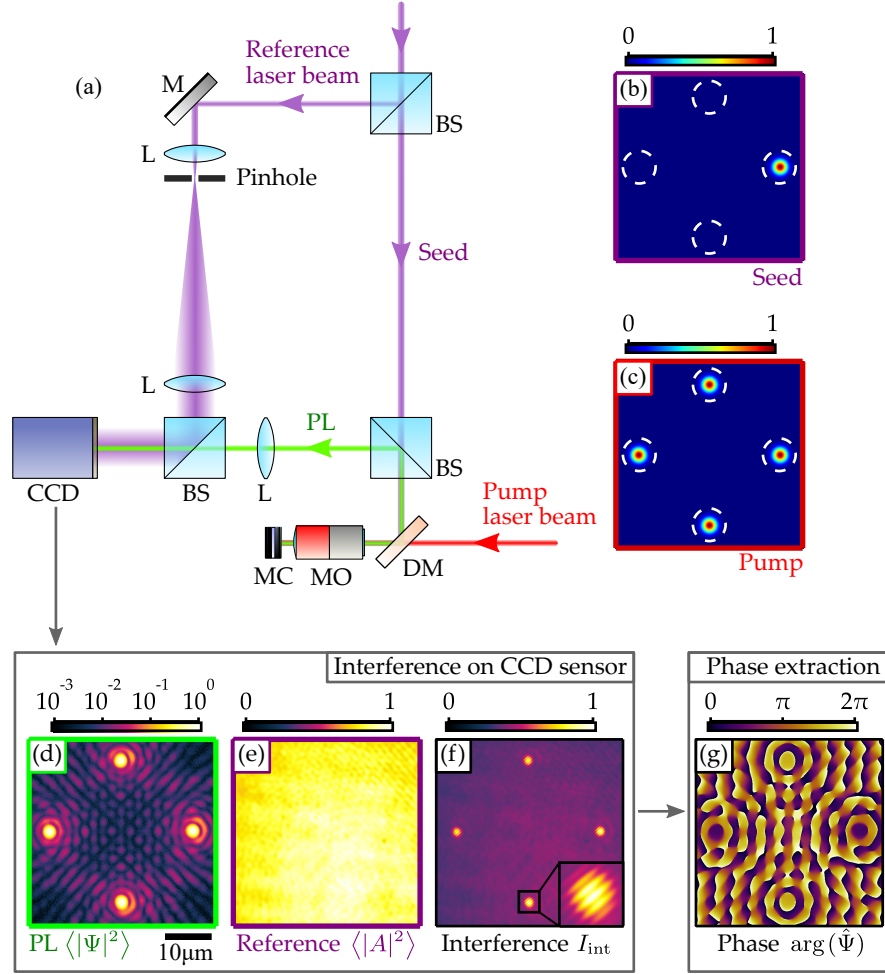 (a)
Reference
laser beam
M
BS
L
Pinhole
Seed
L
PL
CCD
BS
L
BS
Pump
laser beam
MC
MO
DM
0 1
(b)
Seed
0 1
(c)
Pump
Interference on CCD sensor
10⁻³ 10⁻² 10⁻¹ 10⁰
(d)
PL ⟨|Ψ|²⟩
10μm
0 1
(e)
Reference ⟨|A|²⟩
0 1
(f)
Interference I_int
Phase extraction
0 π 2π
(g)
Phase arg(Ψ̂)